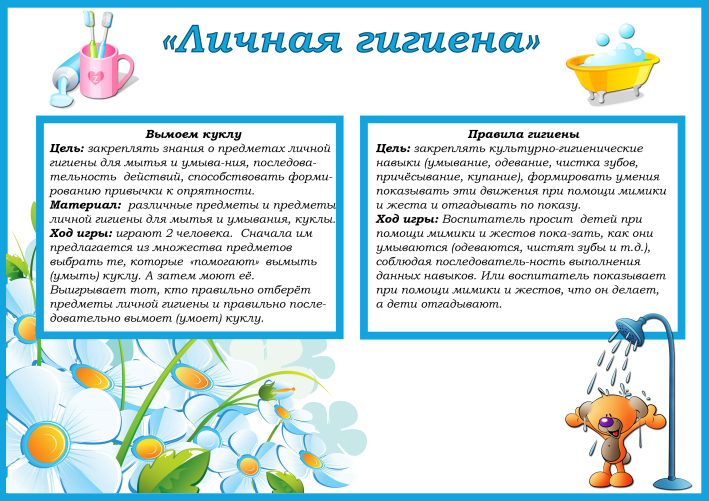 «Личная гигиена»
Вымоем куклу
Цель: закреплять знания о предметах личной
гигиены для мытья и умыва-ния, последова-
тельность действий, способствовать форми-
рованию привычки к опрятности.
Материал: различные предметы и предметы
личной гигиены для мытья и умывания, куклы.
Ход игры: играют 2 человека. Сначала им
предлагается из множества предметов
выбрать те, которые «помогают» вымыть
(умыть) куклу. А затем моют её.
Выигрывает тот, кто правильно отберёт
предметы личной гигиены и правильно после-
довательно вымоет (умоет) куклу.
Правила гигиены
Цель: закреплять культурно-гигиенические
навыки (умывание, одевание, чистка зубов,
причёсывание, купание), формировать умения
показывать эти движения при помощи мимики
и жеста и отгадывать по показу.
Ход игры: Воспитатель просит детей при
помощи мимики и жестов пока-зать, как они
умываются (одеваются, чистят зубы и т.д.),
соблюдая последователь-ность выполнения
данных навыков. Или воспитатель показывает
при помощи мимики и жестов, что он делает,
а дети отгадывают.